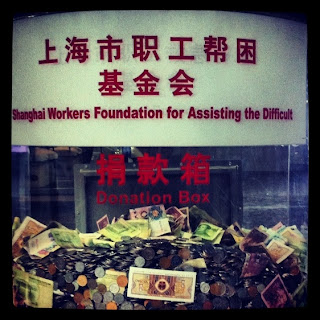 上海市职工帮困
基金会
Shanghai Workers Foundation for Assisting the Difficult
捐款箱
Donation Box